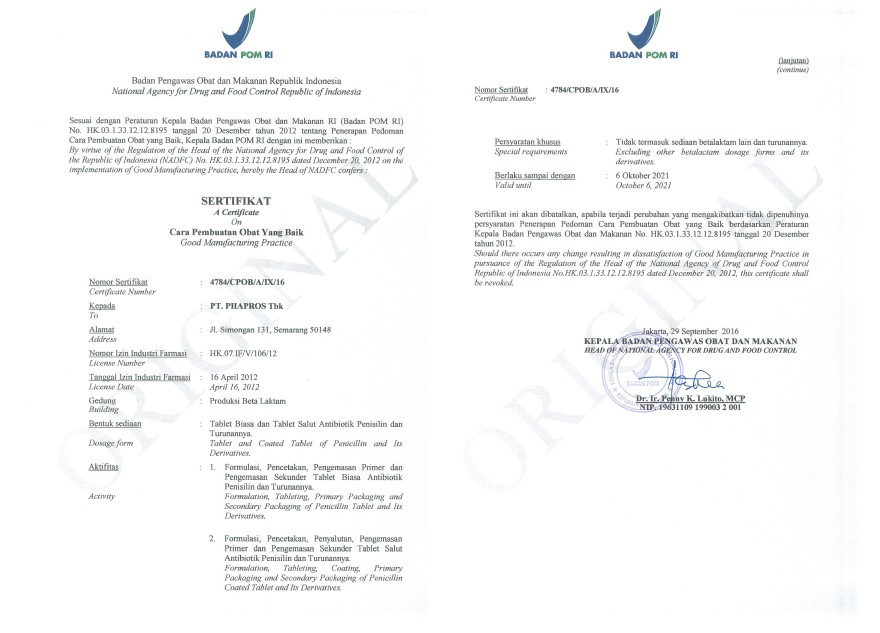 BADAN POM RI
Badan Pengawas Obat dan Makanan Republik Indonesia
National Agency for Drug and Food Control Republic of Indonesia
Sesuai dengan Peraturan Kepala Badan Pengawas Obat dan Makanan RI (Badan POM RI)
No. HK.03.1.33.12.12.8195 tanggal 20 Desember tahun 2012 tentang Penerapan Pedoman
Cara Pembuatan Obat yang Baik, Kepala Badan POM RI dengan ini memberikan :
By virtue of the Regulation of the Head of the National Agency for Drug and Food Control of
the Republic of Indonesia (NADFC) No. HK.03.1.33.12.12.8195 dated December 20, 2012 on the
implementation of Good Manufacturing Practice, hereby the Head of NADFC confers :
SERTIFIKAT
A Certificate
On
Cara Pembuatan Obat Yang Baik
Good Manufacturing Practice
Nomor Sertifikat : 4784/CPOB/A/IX/16
Certificate Number
Kepada : PT. PHAPROS Tbk
To
Alamat : Jl. Simongan 131, Semarang 50148
Address
Nomor Izin Industri Farmasi : HK.07.IF/V/106/12
License Number
Tanggal Izin Industri Farmasi : 16 April 2012
License Date April 16, 2012
Gedung : Produksi Beta Laktam
Building
Bentuk sediaan : Tablet Biasa dan Tablet Salut Antibiotik Penisilin dan
Turunannya.
Dosage form Tablet and Coated Tablet of Penicillin and Its
Derivatives.
Aktifitas : 1. Formulasi, Pencetakan, Pengemasan Primer dan
Pengemasan Sekunder Tablet Biasa Antibiotik
Penisilin dan Turunannya.
Activity Formulation, Tableting, Primary Packaging and
Secondary Packaging of Penicillin Tablet and Its
Derivatives.
2. Formulasi, Pencetakan, Penyalutan, Pengemasan
Primer dan Pengemasan Sekunder Tablet Salut
Antibiotik Penisilin dan Turunannya.
Formulation, Tableting, Coating, Primary
Packaging and Secondary Packaging of Penicillin
Coated Tablet and Its Derivatives.
ORIGINAL
BADAN POM RI
(lanjutan)
(continue)
Nomor Sertifikat : 4784/CPOB/A/IX/16
Certificate Number
Persyaratan khusus : Tidak termasuk sediaan betalaktam lain dan turunannya.
Special requirements Excluding other betalactam dosage forms and its
derivatives.
Berlaku sampai dengan : 6 Oktober 2021
Valid until October 6, 2021
Sertifikat ini akan dibatalkan, apabila terjadi perubahan yang mengakibatkan tidak dipenuhinya
persyaratan Penerapan Pedoman Cara Pembuatan Obat yang Baik berdasarkan Peraturan
Kepala Badan Pengawas Obat dan Makanan No. HK.03.1.33.12.12.8195 tanggal 20 Desember
tahun 2012.
Should there occurs any change resulting in dissatisfaction of Good Manufacturing Practice in
pursuance of the Regulation of the Head of the National Agency of Drug and Food Control
Republic of Indonesia No.HK.03.1.33.12.12.8195 dated December 20, 2012, this certificate shall
be revoked.
Jakarta, 29 September 2016
KEPALA BADAN PENGAWAS OBAT DAN MAKANAN
HEAD OF NATIONAL AGENCY FOR DRUG AND FOOD CONTROL
BADAN POM
Dr. Ir. Penny K. Lukito, MCP
NIP. 19631109 199003 2 001
ORIGINAL